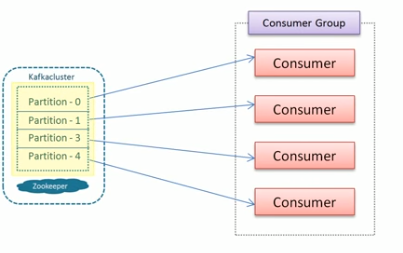 Consumer Group
Kafkacluster
Partition - 0
Partition - 1
Partition - 3
Partition - 4
Zookeeper
Consumer
Consumer
Consumer
Consumer